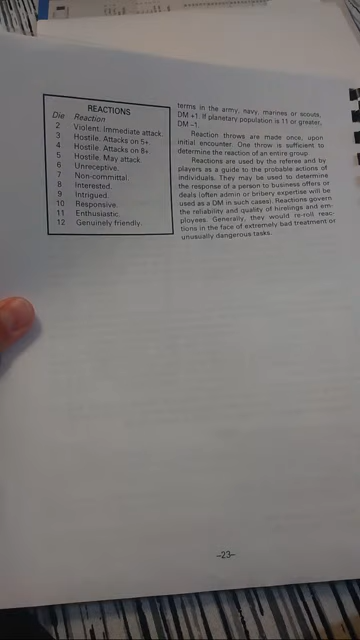 REACTIONS
Die Reaction
2 Violent. Immediate attack.
3 Hostile. Attacks on 5+.
4 Hostile. Attacks on 8+
5 Hostile. May attack.
6 Unreceptive.
7 Non-committal.
8 Interested.
9 Intrigued.
10 Responsive.
11 Enthusiastic.
12 Genuinely friendly.
terms in the army, navy, marines or scouts,
DM +1. If planetary population is 11 or greater,
DM –1.
Reaction throws are made once, upon
initial encounter. One throw is sufficient to
determine the reaction of an entire group.
Reactions are used by the referee and by
players as a guide to the probable actions of
individuals. They may be used to determine
the response of a person to business offers or
deals (often admin or bribery expertise will be
used as a DM in such cases). Reactions govern
the reliability and quality of hirelings and em-
ployees. Generally, they would re-roll reac-
tions in the face of extremely bad treatment or
unusually dangerous tasks.
–23–